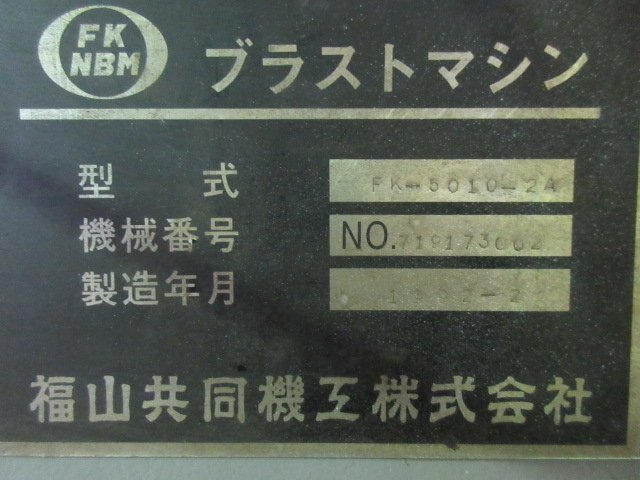 FK
NBM
ブラストマシン
型式 FK-5010-2A
機械番号 NO.719173002
製造年月
福山共同機工株式会社